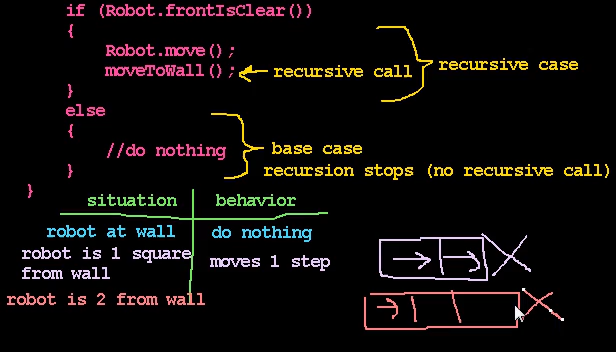 if (Robot.frontIsClear())
{
Robot.move();
moveToWall(); recursive call
recursive case
}
else
{
//do nothing base case
} recursion stops (no recursive call)
}
situation behavior
robot at wall do nothing
robot is 1 square
from wall moves 1 step
robot is 2 from wall